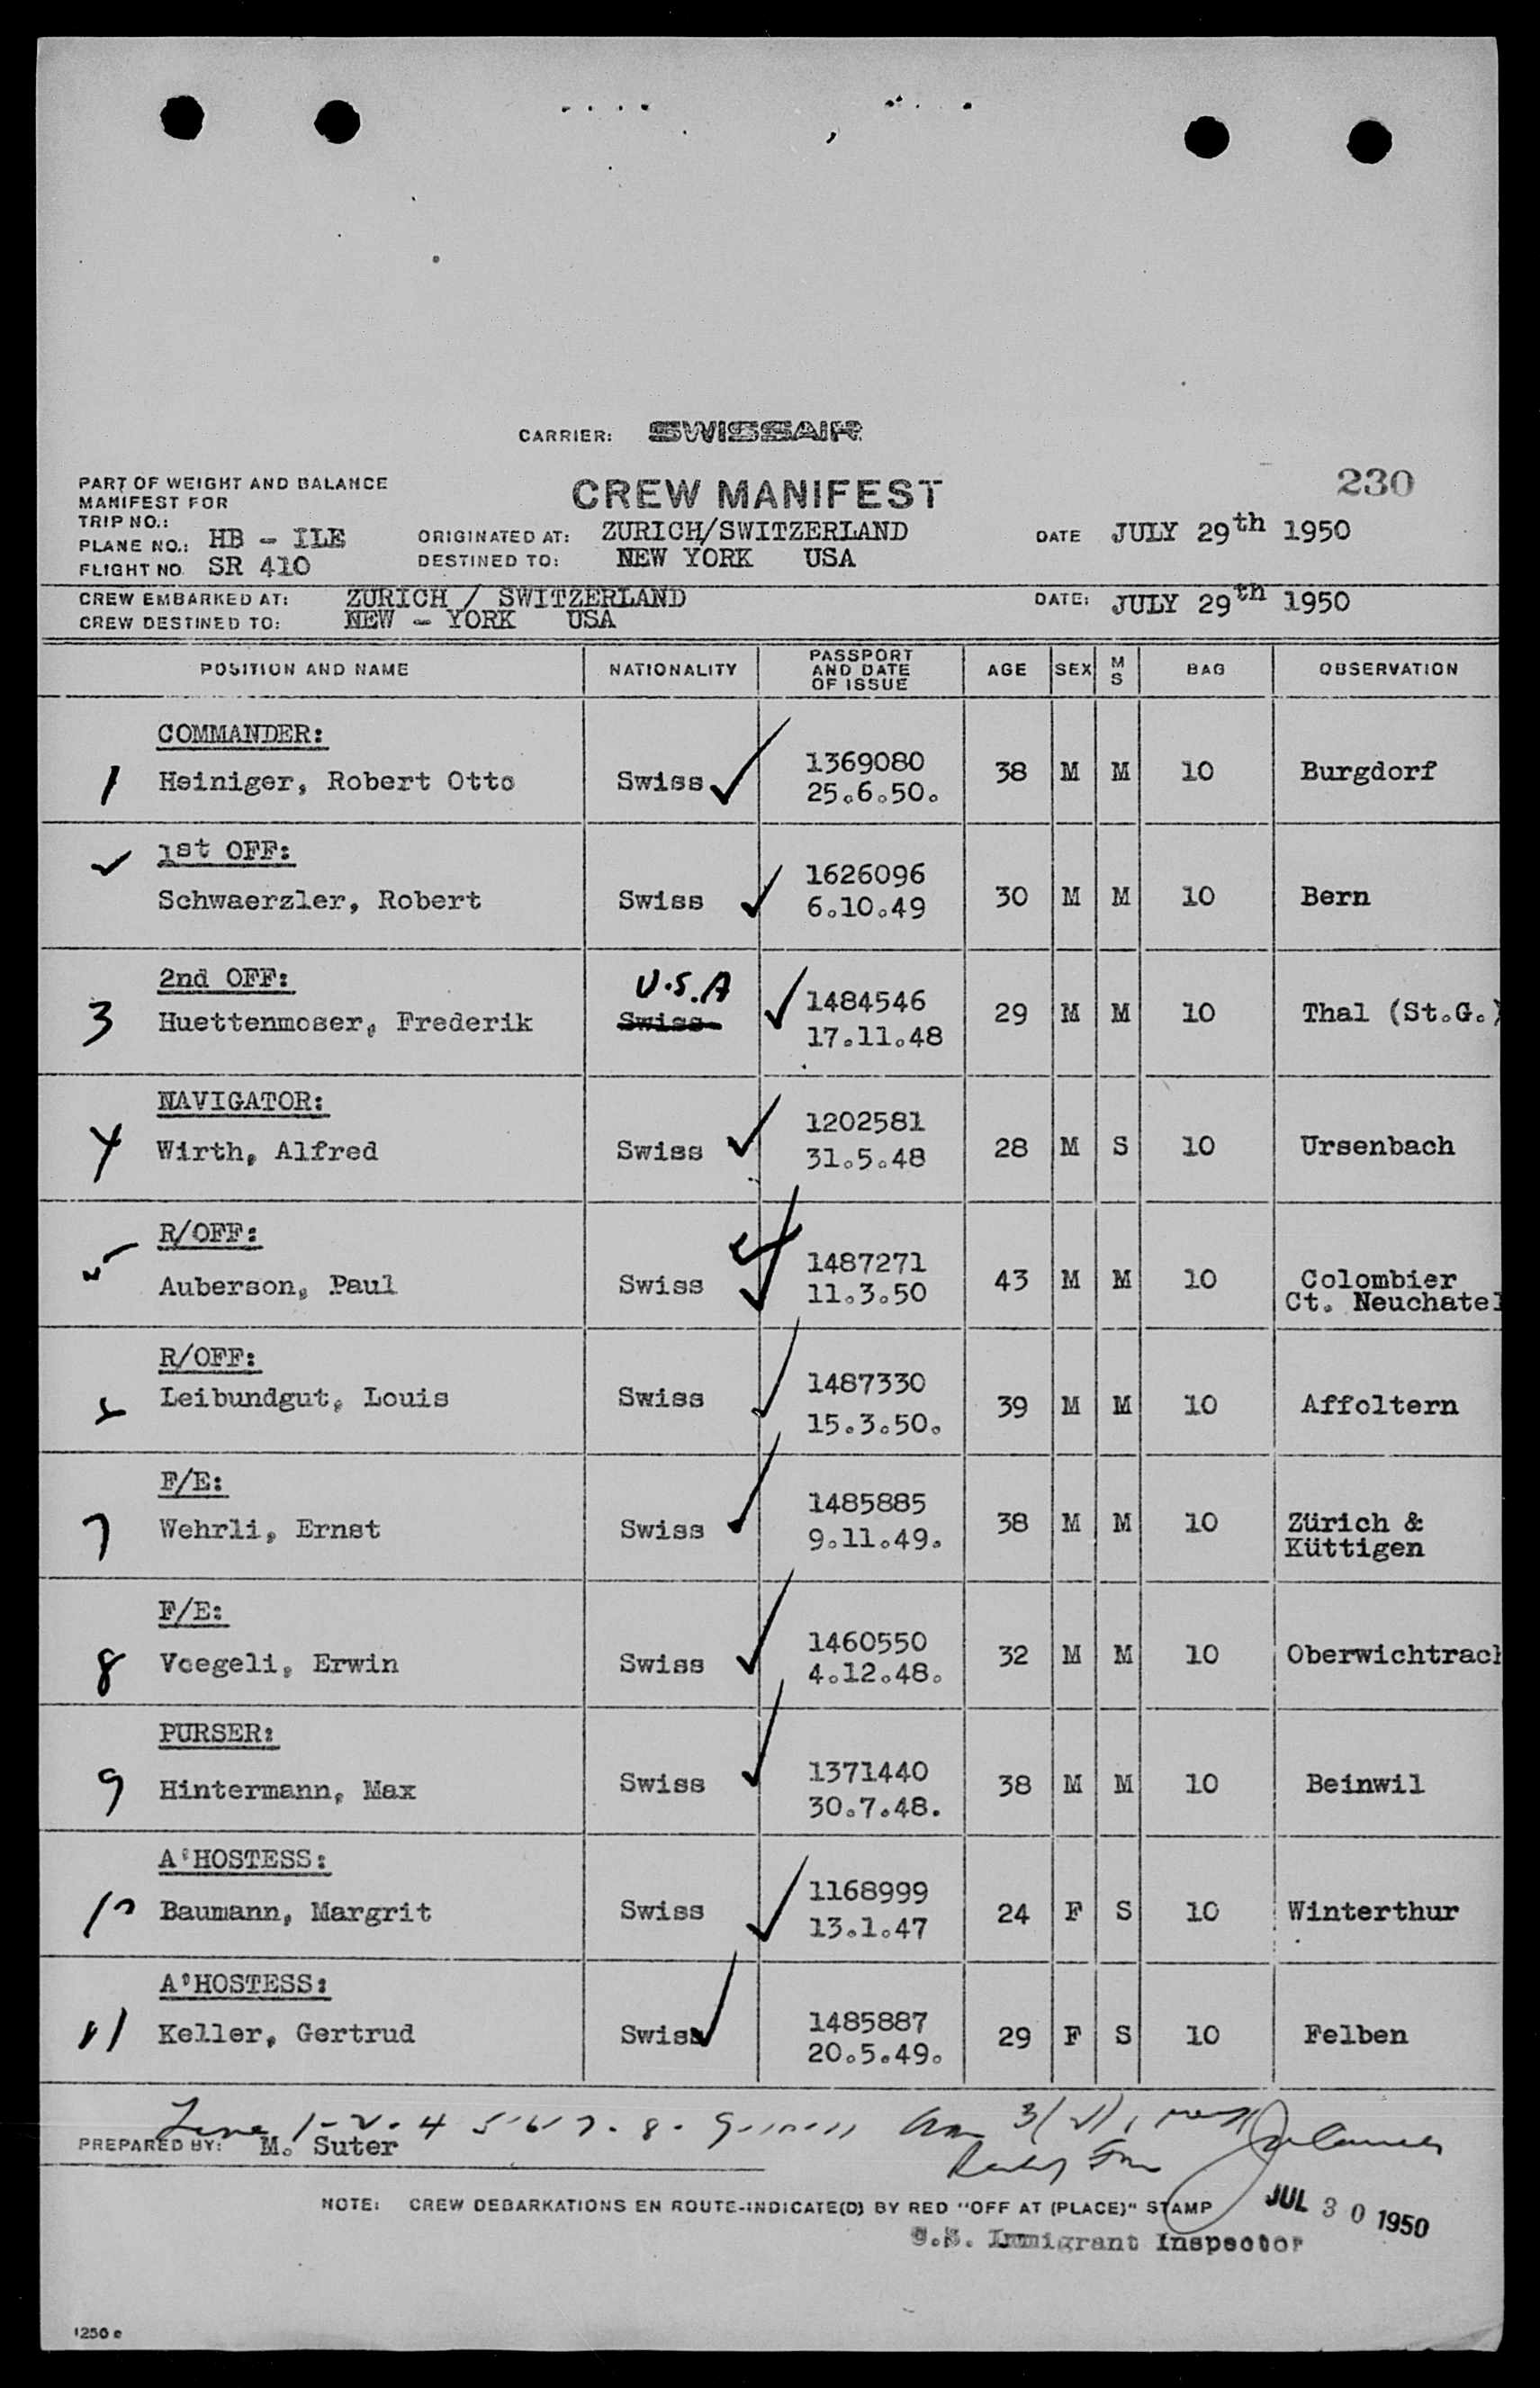 CARRIER: SWISSAIR
PART OF WEIGHT AND BALANCE
MANIFEST FOR
CREW MANIFEST
230
TRIP NO.:
PLANE NO.: HB - ILE
ORIGINATED AT: ZURICH/SWITZERLAND
DATE JULY 29th 1950
FLIGHT NO. SR 410
DESTINED TO: NEW YORK USA
CREW EMBARKED AT: ZURICH / SWITZERLAND
DATE: JULY 29th 1950
CREW DESTINED TO: NEW - YORK USA
POSITION AND NAME NATIONALITY PASSPORT AND DATE OF ISSUE AGE SEX M S BAG OBSERVATION
COMMANDER:
1 Heiniger, Robert Otto Swiss 1369080 38 M M 10 Burgdorf
25.6.50.
1st OFF:
Schwaerzler, Robert Swiss 1626096 30 M M 10 Bern
6.10.49
2nd OFF: U.S.A
3 Huettenmoser, Frederik Swiss 1484546 29 M M 10 Thal (St.G.)
17.11.48
NAVIGATOR:
4 Wirth, Alfred Swiss 1202581 28 M S 10 Ursenbach
31.5.48
R/OFF:
5 Auberson, Paul Swiss 1487271 43 M M 10 Colombier
11.3.50 Ct. Neuchatel
R/OFF:
Leibundgut, Louis Swiss 1487330 39 M M 10 Affoltern
15.3.50.
F/E:
7 Wehrli, Ernst Swiss 1485885 38 M M 10 Zürich &
9.11.49. Küttigen
F/E:
8 Voegeli, Erwin Swiss 1460550 32 M M 10 Oberwichtrach
4.12.48.
PURSER:
9 Hintermann, Max Swiss 1371440 38 M M 10 Beinwil
30.7.48.
A'HOSTESS:
10 Baumann, Margrit Swiss 1168999 24 F S 10 Winterthur
13.1.47
A'HOSTESS:
11 Keller, Gertrud Swiss 1485887 29 F S 10 Felben
20.5.49.
1-2-4 5-6-7-8-
PREPARED BY: M. Suter
NOTE: CREW DEBARKATIONS EN ROUTE-INDICATE(D) BY RED "OFF AT (PLACE)" STAMP
JUL 30 1950
U.S. Immigrant Inspector
1250 e